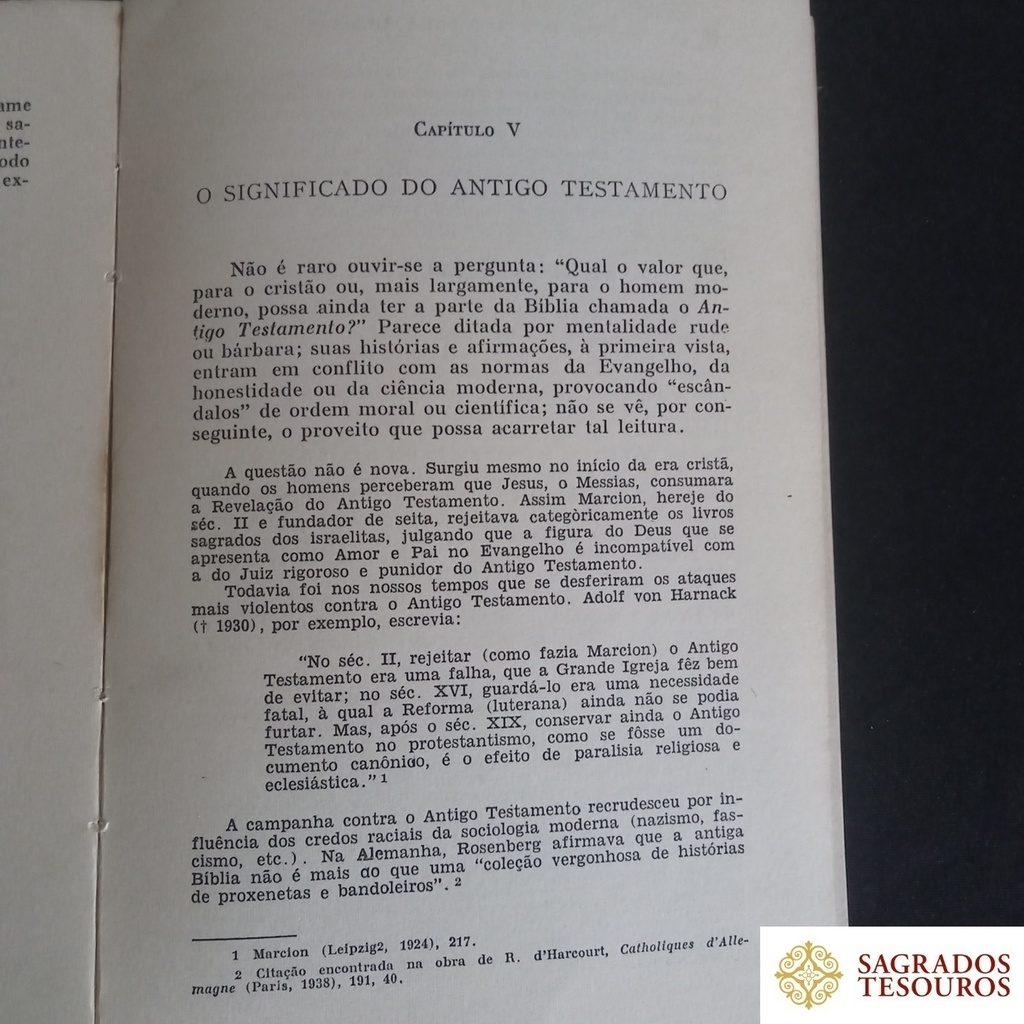 ame
sa-
nte-
odo
ex-
CAPÍTULO V
O SIGNIFICADO DO ANTIGO TESTAMENTO
Não é raro ouvir-se a pergunta: “Qual o valor que,
para o cristão ou, mais largamente, para o homem mo-
derno, possa ainda ter a parte da Bíblia chamada o An-
tigo Testamento?” Parece ditada por mentalidade rude
ou bárbara; suas histórias e afirmações, à primeira vista,
entram em conflito com as normas da Evangelho, da
honestidade ou da ciência moderna, provocando “escân-
dalos” de ordem moral ou científica; não se vê, por con-
seguinte, o proveito que possa acarretar tal leitura.
A questão não é nova. Surgiu mesmo no início da era cristã,
quando os homens perceberam que Jesus, o Messias, consumara
a Revelação do Antigo Testamento. Assim Marcion, hereje do
séc. II e fundador de seita, rejeitava categòricamente os livros
sagrados dos israelitas, julgando que a figura do Deus que se
apresenta como Amor e Pai no Evangelho é incompatível com
a do Juiz rigoroso e punidor do Antigo Testamento.
Todavia foi nos nossos tempos que se desferiram os ataques
mais violentos contra o Antigo Testamento. Adolf von Harnack
(† 1930), por exemplo, escrevia:
“No séc. II, rejeitar (como fazia Marcion) o Antigo
Testamento era uma falha, que a Grande Igreja fêz bem
de evitar; no séc. XVI, guardá-lo era uma necessidade
fatal, à qual a Reforma (luterana) ainda não se podia
furtar. Mas, após o séc. XIX, conservar ainda o Antigo
Testamento no protestantismo, como se fôsse um do-
cumento canônico, é o efeito de paralisia religiosa e
eclesiástica.”1
A campanha contra o Antigo Testamento recrudesceu por in-
fluência dos credos raciais da sociologia moderna (nazismo, fas-
cismo, etc.). Na Alemanha, Rosenberg afirmava que a antiga
Bíblia não é mais do que uma “coleção vergonhosa de histórias
de proxenetas e bandoleiros”. 2
1 Marcion (Leipzig2, 1924), 217.
2 Citação encontrada na obra de R. d'Harcourt, Catholiques d'Alle-
magne (Paris, 1938), 191, 40.
SAGRADOS
TESOUROS